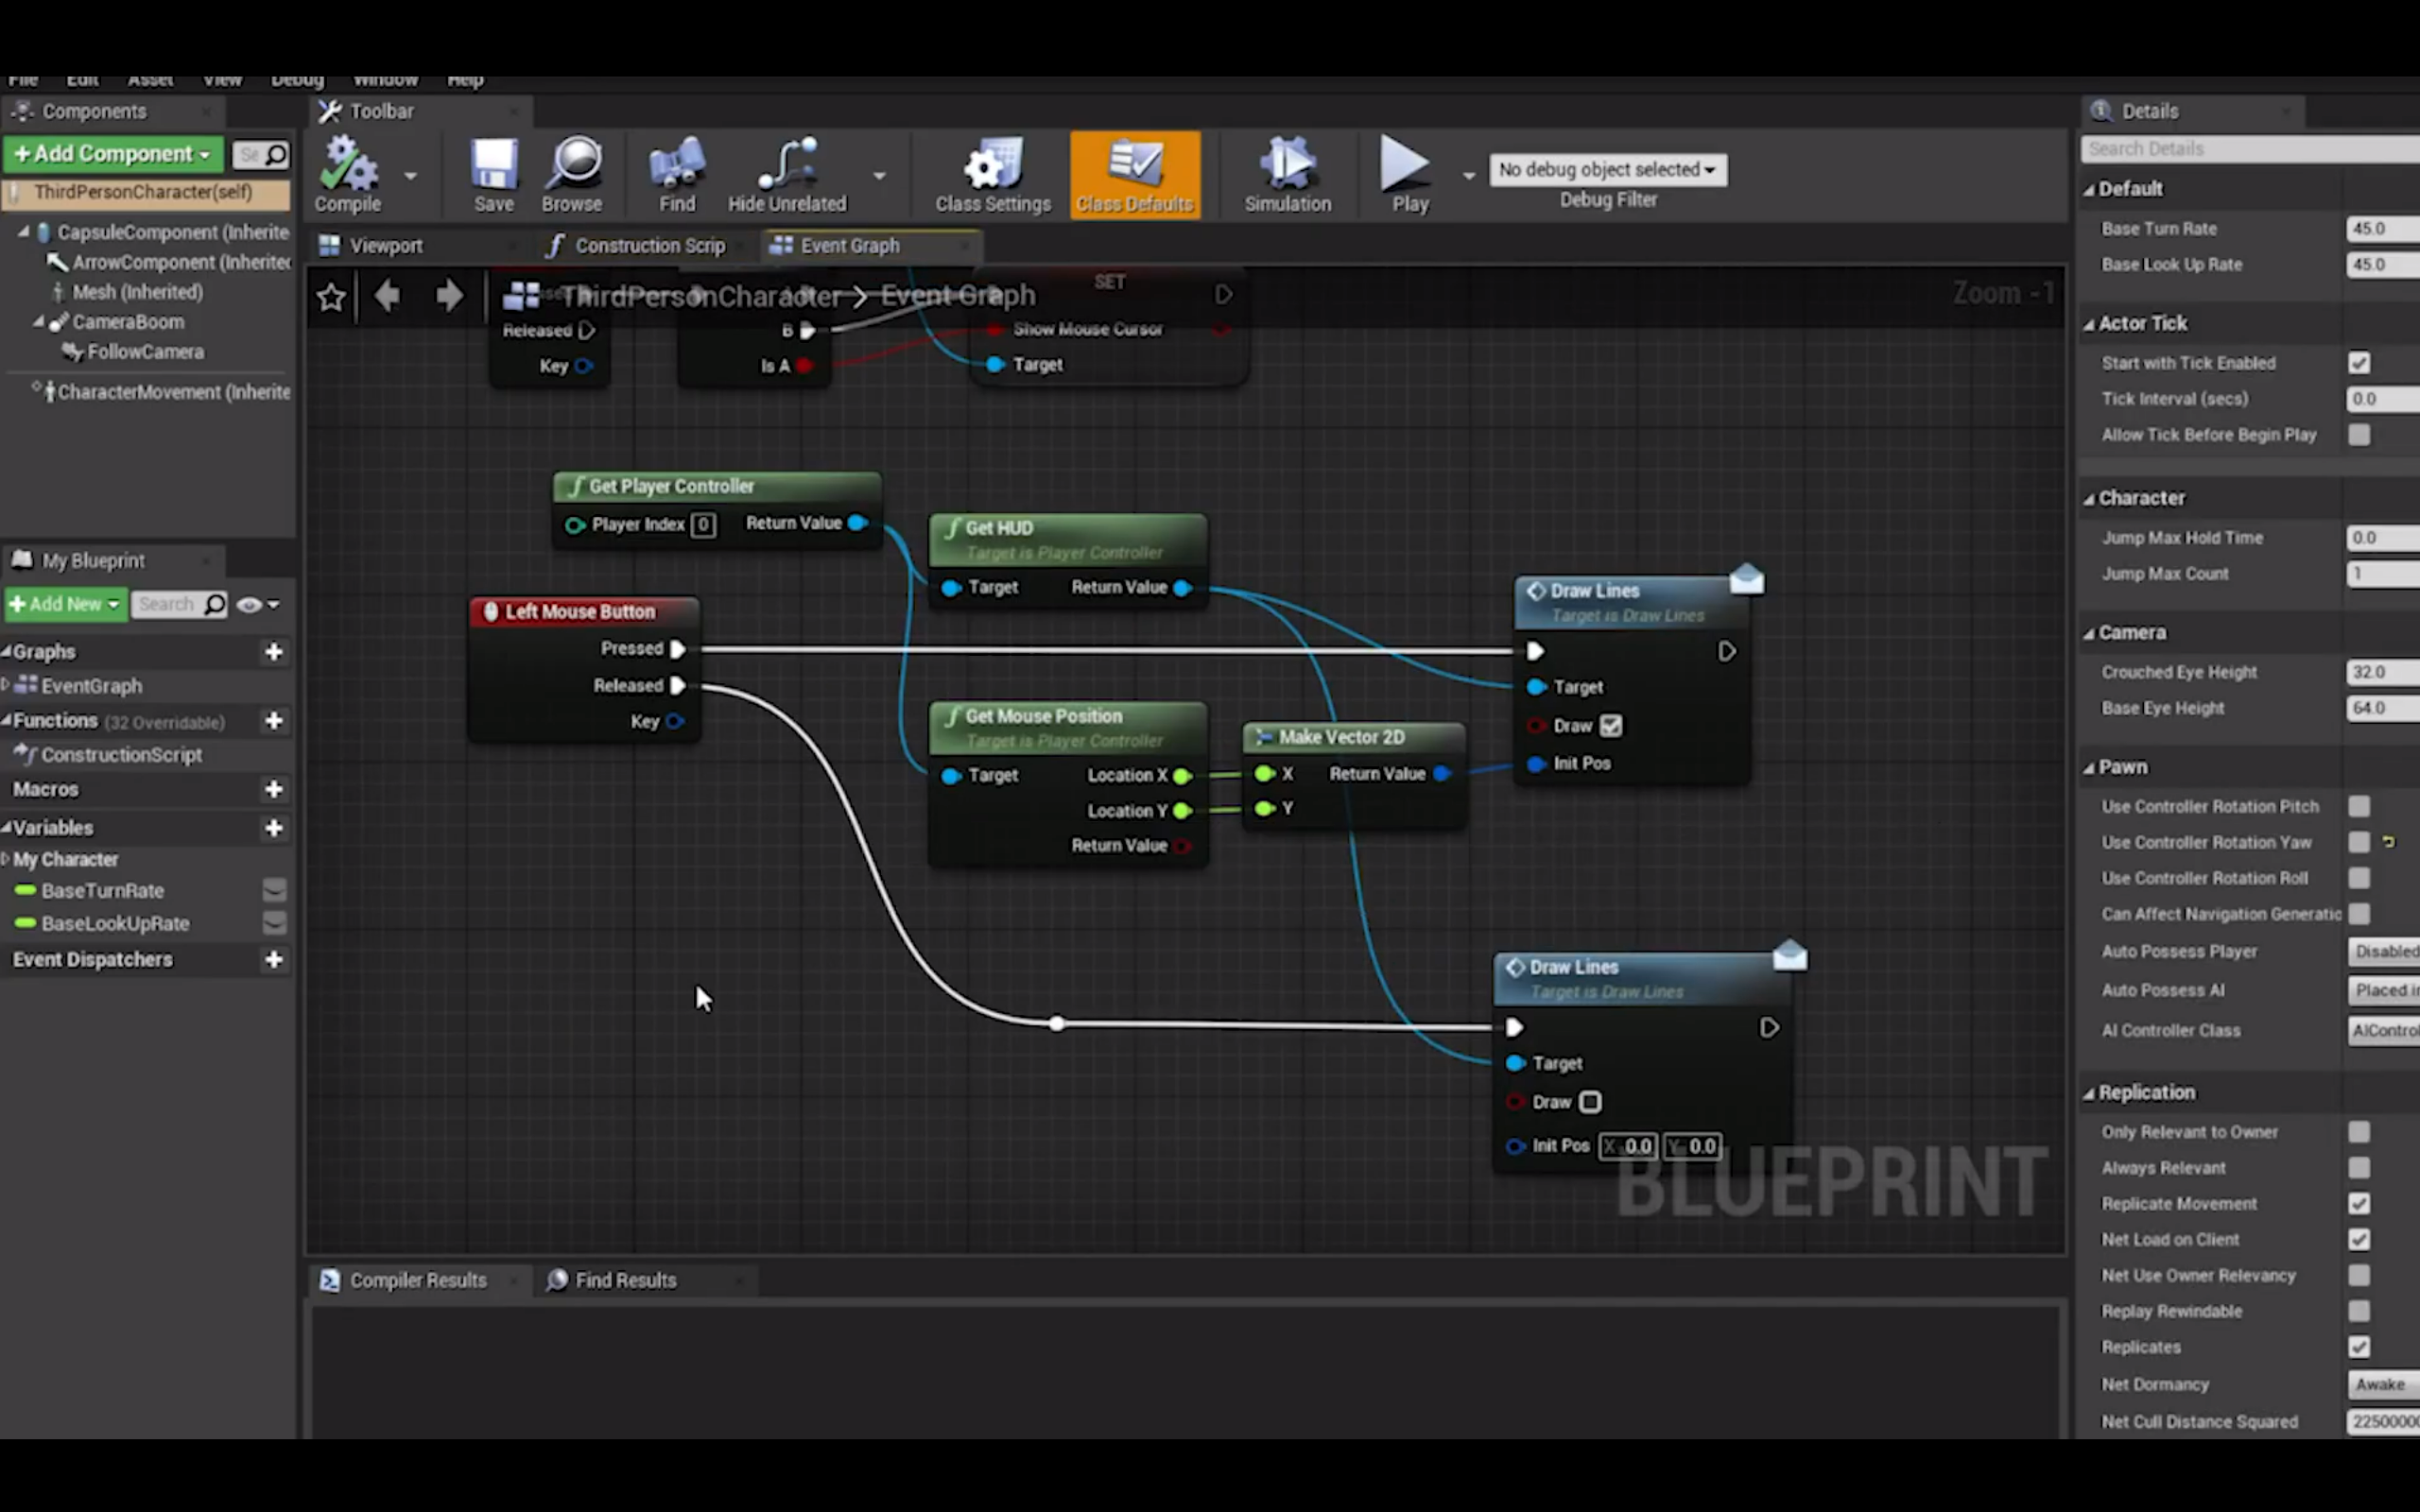 File Edit Asset View Debug Window Help
Components
Toolbar
Details
+Add Component
Se
ThirdPersonCharacter(self)
CapsuleComponent (Inherite
ArrowComponent (Inherited
Mesh (Inherited)
CameraBoom
FollowCamera
CharacterMovement (Inherite
Compile
Save
Browse
Find
Hide Unrelated
Class Settings
Class Defaults
Simulation
Play
No debug object selected
Debug Filter
Viewport
Construction Scrip
Event Graph
ThirdPersonCharacter > Event Graph
Zoom -1
SET
Released
Key
B
Is A
Show Mouse Cursor
Target
Get Player Controller
Player Index 0
Return Value
Get HUD
Target is Player Controller
Target
Return Value
Left Mouse Button
Pressed
Released
Key
Get Mouse Position
Target is Player Controller
Target
Location X
Location Y
Return Value
Make Vector 2D
X
Return Value
Y
Draw Lines
Target is Draw Lines
Target
Draw
Init Pos
Draw Lines
Target is Draw Lines
Target
Draw
Init Pos X 0.0 Y 0.0
BLUEPRINT
My Blueprint
+Add New
Search
Graphs
EventGraph
Functions (32 Overridable)
ConstructionScript
Macros
Variables
My Character
BaseTurnRate
BaseLookUpRate
Event Dispatchers
Compiler Results
Find Results
Search Details
Default
Base Turn Rate 45.0
Base Look Up Rate 45.0
Actor Tick
Start with Tick Enabled
Tick Interval (secs) 0.0
Allow Tick Before Begin Play
Character
Jump Max Hold Time 0.0
Jump Max Count 1
Camera
Crouched Eye Height 32.0
Base Eye Height 64.0
Pawn
Use Controller Rotation Pitch
Use Controller Rotation Yaw
Use Controller Rotation Roll
Can Affect Navigation Generatio
Auto Possess Player Disabled
Auto Possess AI Placed in
AI Controller Class AIControl
Replication
Only Relevant to Owner
Always Relevant
Replicate Movement
Net Load on Client
Net Use Owner Relevancy
Replay Rewindable
Replicates
Net Dormancy Awake
Net Cull Distance Squared 22500000